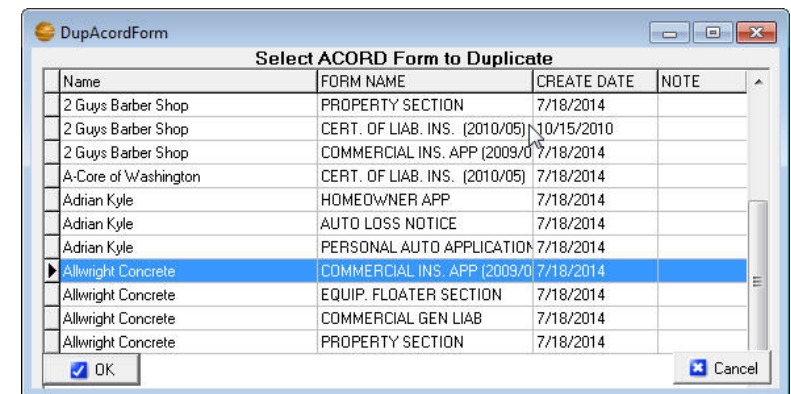 DupAcordForm
Select ACORD Form to Duplicate
Name FORM NAME CREATE DATE NOTE
2 Guys Barber Shop PROPERTY SECTION 7/18/2014
2 Guys Barber Shop CERT. OF LIAB. INS. (2010/05) 10/15/2010
2 Guys Barber Shop COMMERCIAL INS. APP (2009/0 7/18/2014
A-Core of Washington CERT. OF LIAB. INS. (2010/05) 7/18/2014
Adrian Kyle HOMEOWNER APP 7/18/2014
Adrian Kyle AUTO LOSS NOTICE 7/18/2014
Adrian Kyle PERSONAL AUTO APPLICATION 7/18/2014
Allwright Concrete COMMERCIAL INS. APP (2009/0 7/18/2014
Allwright Concrete EQUIP. FLOATER SECTION 7/18/2014
Allwright Concrete COMMERCIAL GEN LIAB 7/18/2014
Allwright Concrete PROPERTY SECTION 7/18/2014
OK Cancel